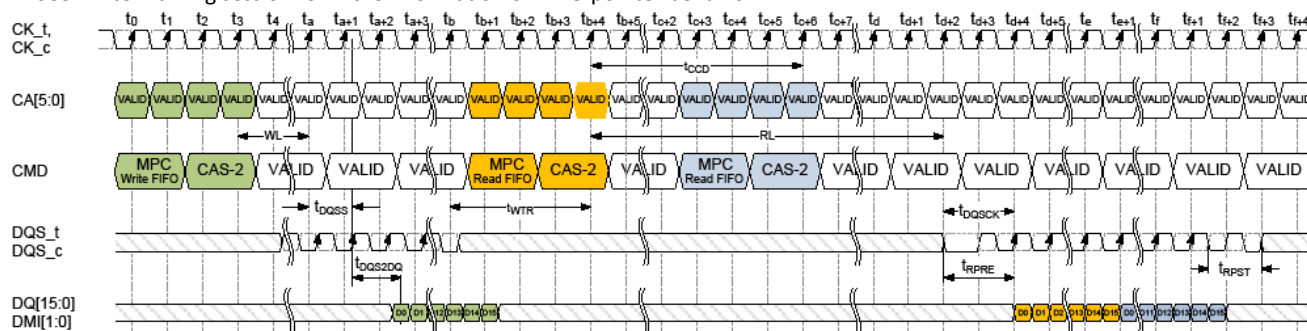 t0 t1 t2 t3 t4 ta ta+1 ta+2 ta+3 tb tb+1 tb+2 tb+3 tb+4 tb+5 tc+2 tc+3 tc+4 tc+5 tc+6 tc+7 td td+1 td+2 td+3 td+4 td+5 te te+1 tf tf+1 tf+2 tf+3 tf+4
CK_t,
CK_c
tCCD
CA[5:0] VALID VALID VALID VALID VALID VALID VALID VALID VALID VALID VALID VALID VALID VALID VALID VALID VALID VALID VALID VALID VALID VALID VALID VALID VALID VALID VALID VALID VALID VALID VALID VALID VALID VALID
WL RL
CMD MPC Write FIFO CAS-2 VALID VALID VALID MPC Read FIFO CAS-2 VALID MPC Read FIFO CAS-2 VALID VALID VALID VALID VALID VALID VALID
tDQSS tWTR tDQSCK
DQS_t
DQS_c
tDQS2DQ tRPRE tRPST
DQ[15:0]
DMI[1:0]
D0 D1 D13 D14 D15 D0 D1 D2 D13 D14 D15 D0 D11 D12 D13 D14 D15